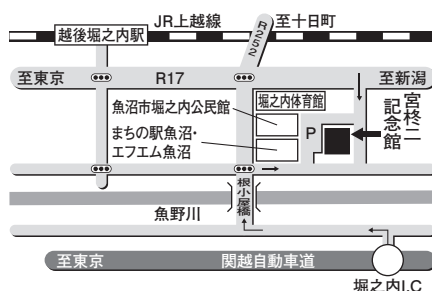 JR上越線
R252
至十日町
越後堀之内駅
至東京
R17
至新潟
魚沼市堀之内公民館
堀之内体育館
まちの駅魚沼・
エフエム魚沼
P
宮柊二
記念館
根小屋橋
魚野川
至東京
関越自動車道
堀之内I.C